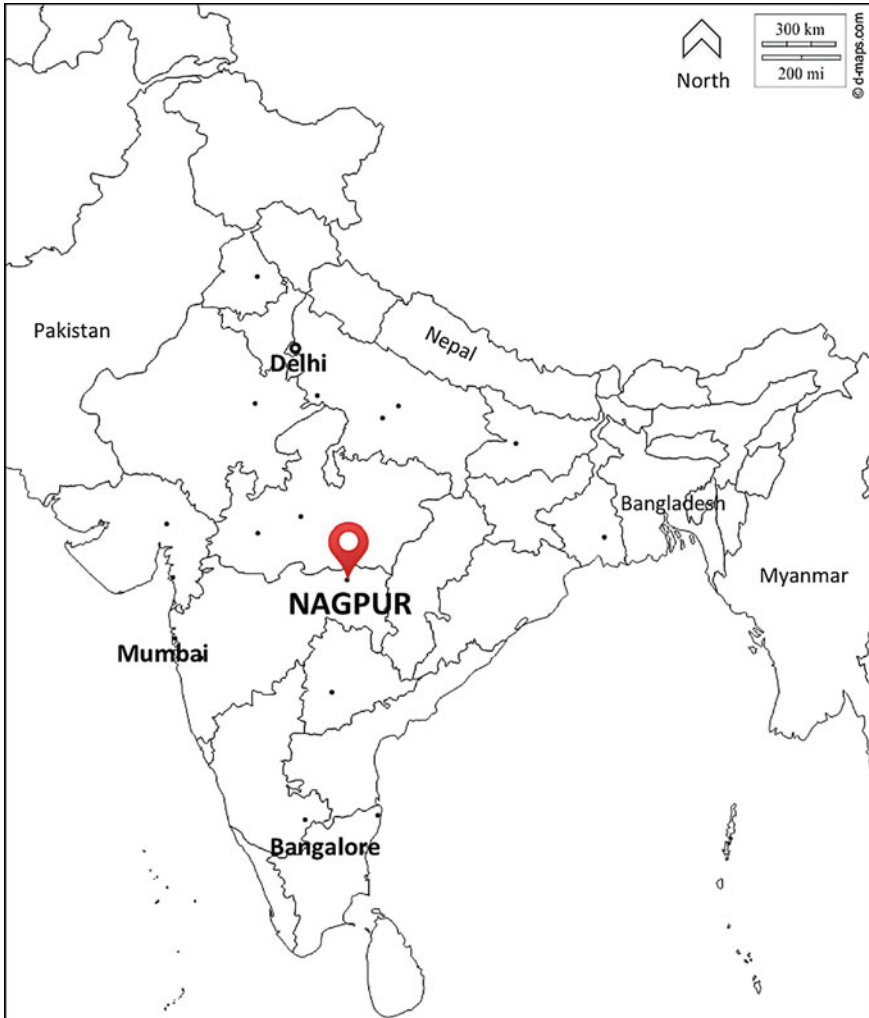 300 km
200 mi
© d-maps.com
North
Pakistan
Nepal
Delhi
Bangladesh
Myanmar
NAGPUR
Mumbai
Bangalore